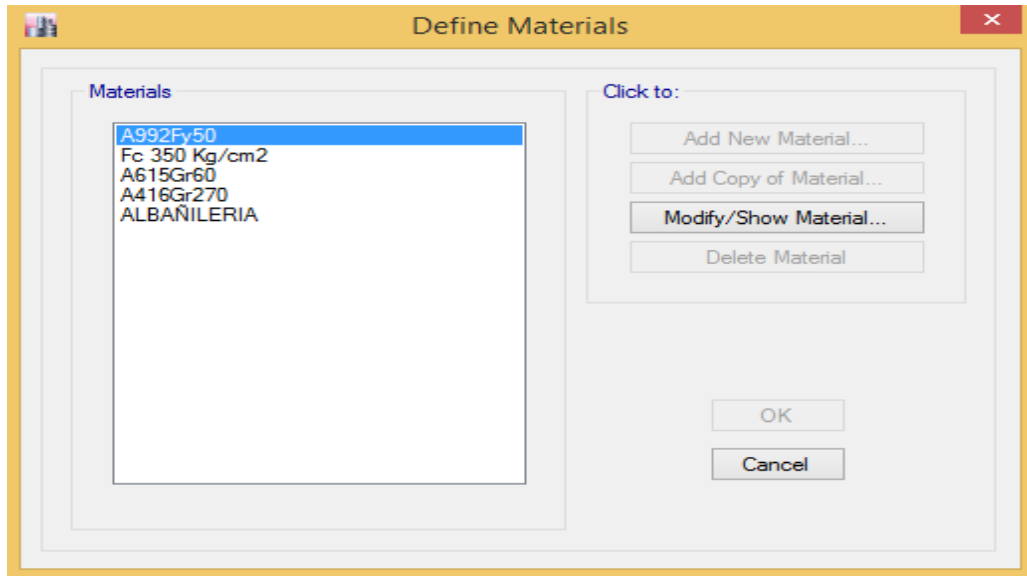 Define Materials
Materials
A992Fy50
Fc 350 Kg/cm2
A615Gr60
A416Gr270
ALBAÑILERIA
Click to:
Add New Material...
Add Copy of Material...
Modify/Show Material...
Delete Material
OK
Cancel